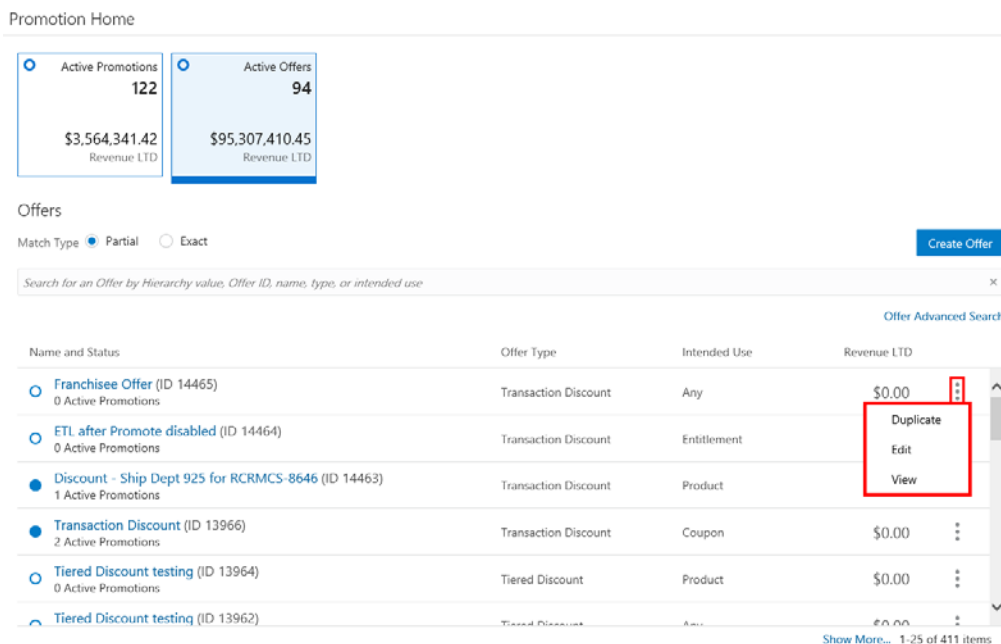 Promotion Home
Active Promotions
122
$3,564,341.42
Revenue LTD
Active Offers
94
$95,307,410.45
Revenue LTD
Offers
Match Type Partial Exact
Create Offer
Search for an Offer by Hierarchy value, Offer ID, name, type, or intended use ×
Offer Advanced Search
Name and Status Offer Type Intended Use Revenue LTD
Franchisee Offer (ID 14465)
0 Active Promotions
Transaction Discount Any $0.00
Duplicate
Edit
View
ETL after Promote disabled (ID 14464)
0 Active Promotions
Transaction Discount Entitlement
Discount - Ship Dept 925 for RCRMCS-8646 (ID 14463)
1 Active Promotions
Transaction Discount Product
Transaction Discount (ID 13966)
2 Active Promotions
Transaction Discount Coupon $0.00
Tiered Discount testing (ID 13964)
0 Active Promotions
Tiered Discount Product $0.00
Tiered Discount testing (ID 13962)
Show More... 1-25 of 411 items